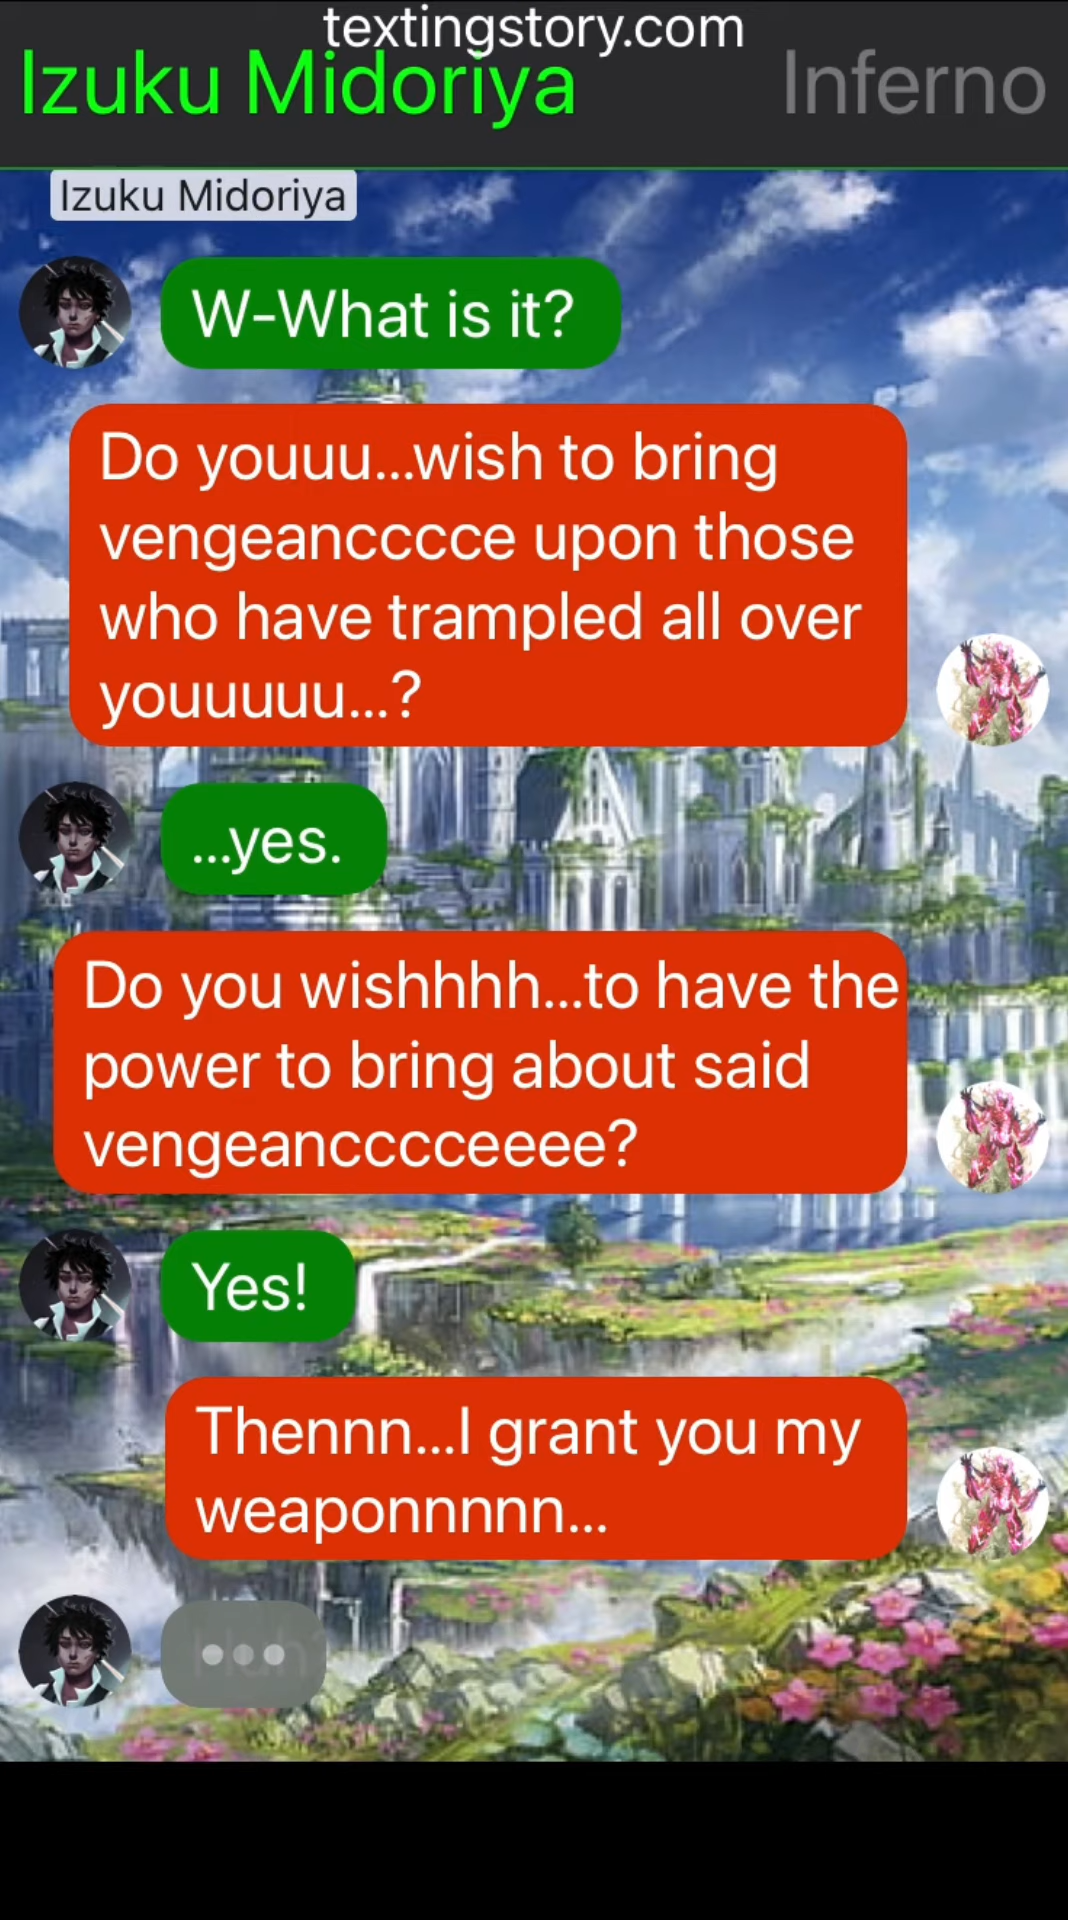 textingstory.com
Izuku Midoriya
Inferno
Izuku Midoriya
W-What is it?
Do youuu...wish to bring
vengeancccce upon those
who have trampled all over
youuuuu...?
...yes.
Do you wishhhh...to have the
power to bring about said
vengeancccceeee?
Yes!
Thennn...I grant you my
weaponnnnn...